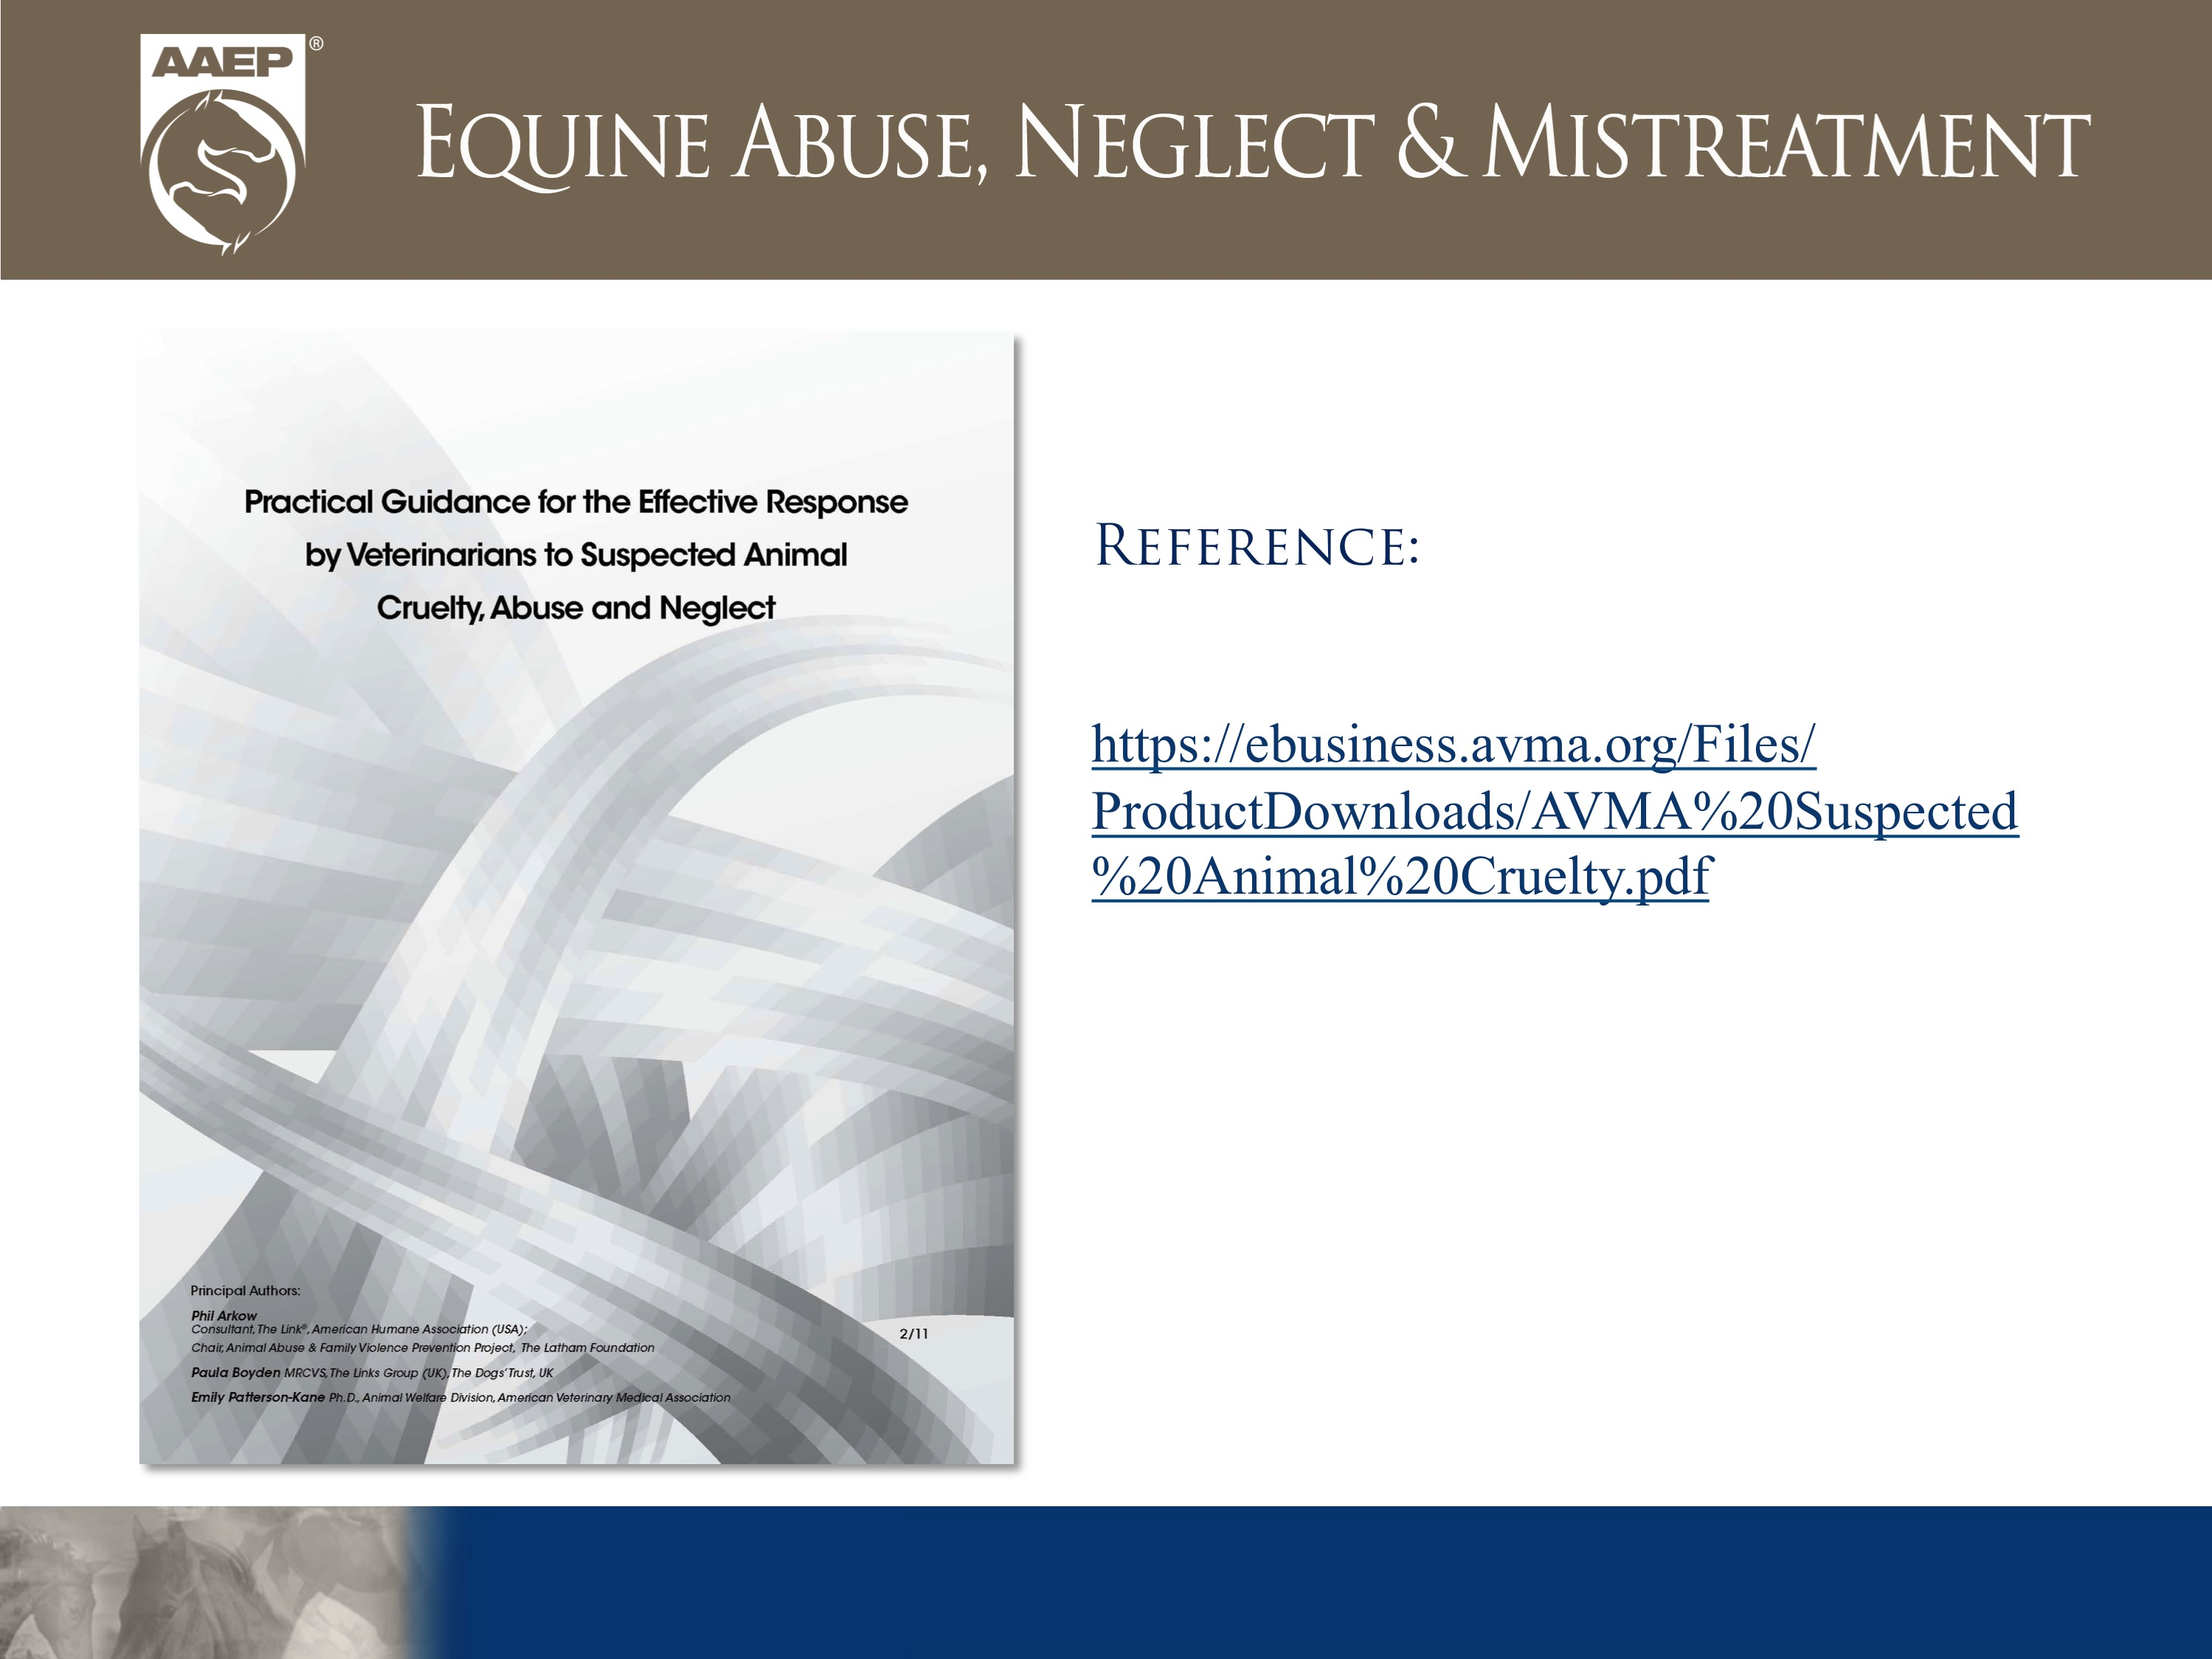 AAEP®
EQUINE ABUSE, NEGLECT & MISTREATMENT
Practical Guidance for the Effective Response
by Veterinarians to Suspected Animal
Cruelty, Abuse and Neglect
Principal Authors:
Phil Arkow
Consultant, The Link®, American Humane Association (USA);
Chair, Animal Abuse & Family Violence Prevention Project, The Latham Foundation
Paula Boyden MRCVS, The Links Group (UK), The Dogs' Trust, UK
Emily Patterson-Kane Ph.D., Animal Welfare Division, American Veterinary Medical Association
2/11
REFERENCE:
https://ebusiness.avma.org/Files/
ProductDownloads/AVMA%20Suspected
%20Animal%20Cruelty.pdf